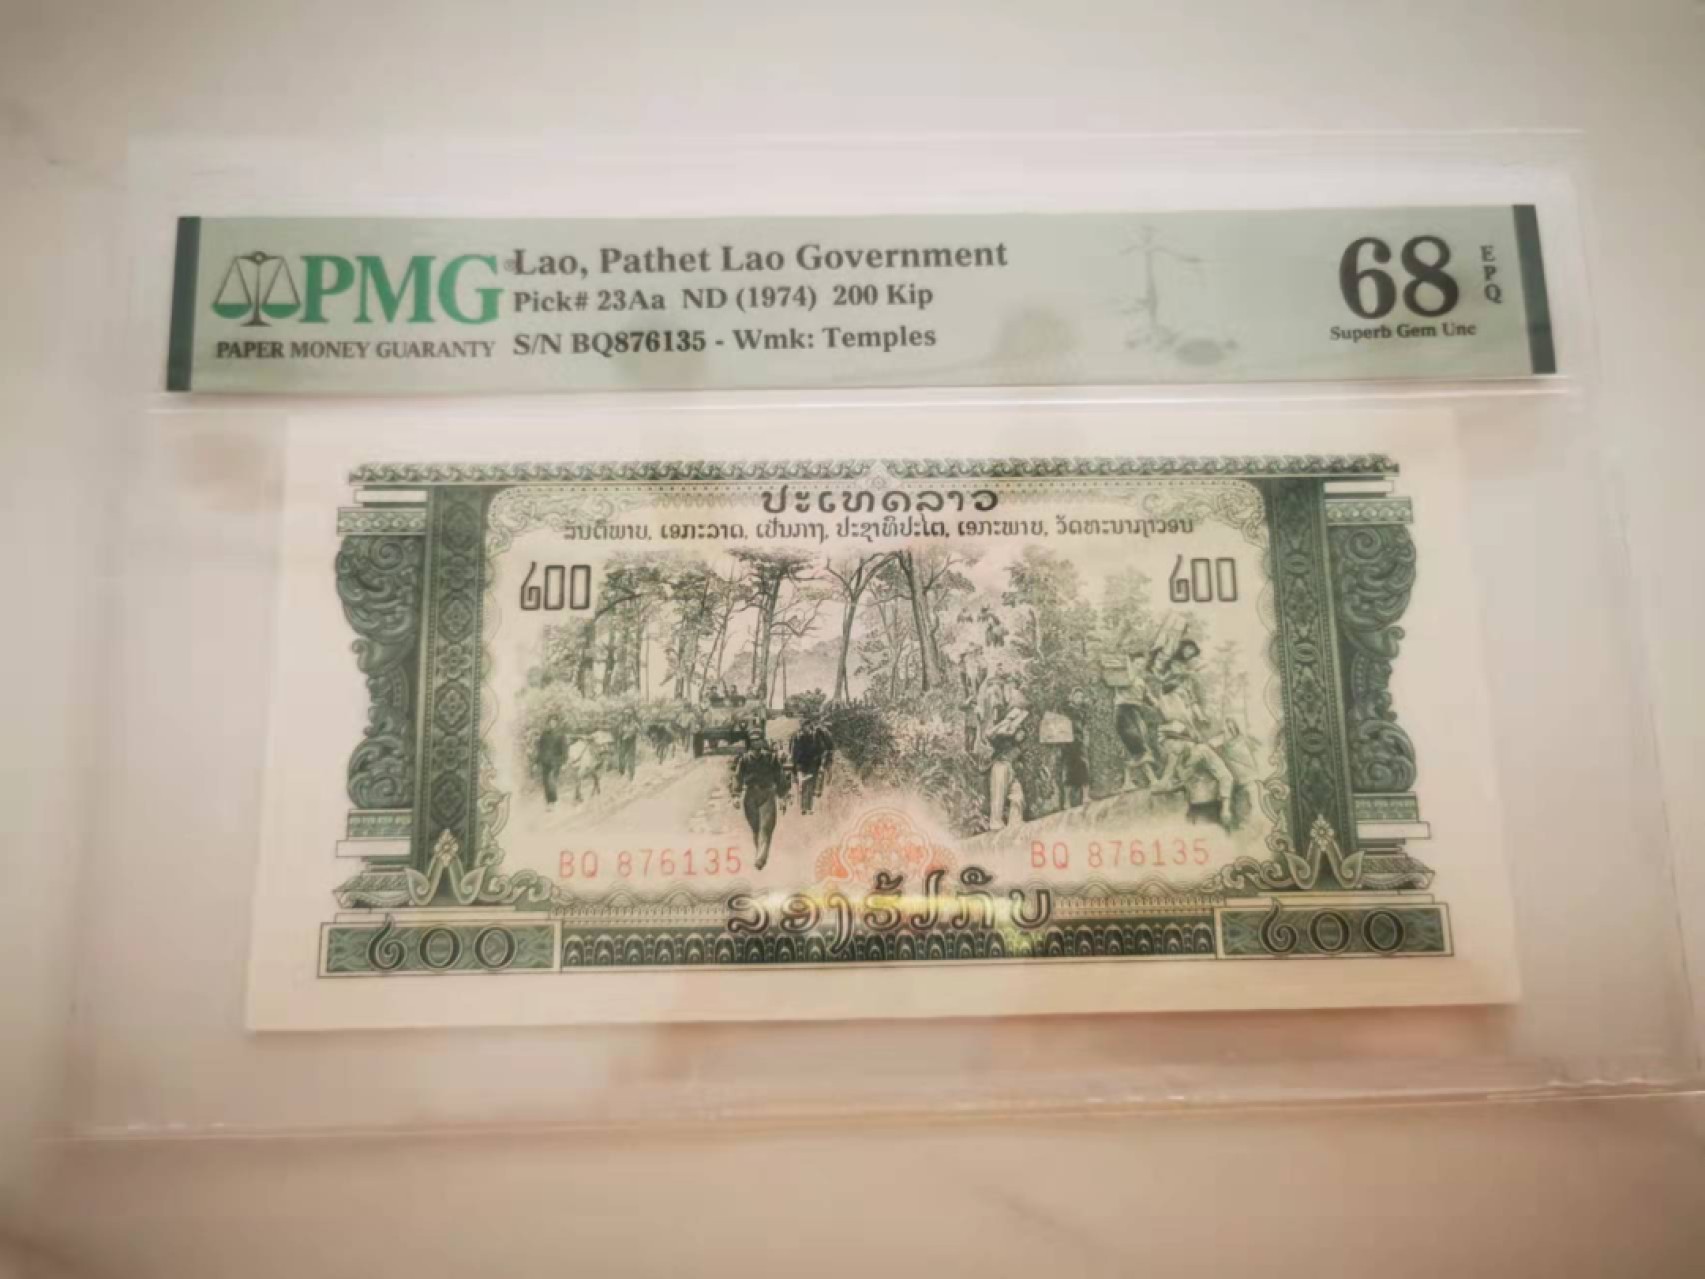 PMG® Lao, Pathet Lao Government
Pick# 23Aa ND (1974) 200 Kip
PAPER MONEY GUARANTY S/N BQ876135 - Wmk: Temples
68 EPQ
Superb Gem Unc
ປະເທດລາວ
ສັນຕິພາບ, ເອກະລາດ, ເປັນກາງ, ປະຊາທິປະໄຕ, ເອກະພາບ, ວັດທະນາຖາວອນ
໒໐໐ ໒໐໐
BQ 876135 BQ 876135
ສອງຮ້ອຍກີບ
໒໐໐ ໒໐໐